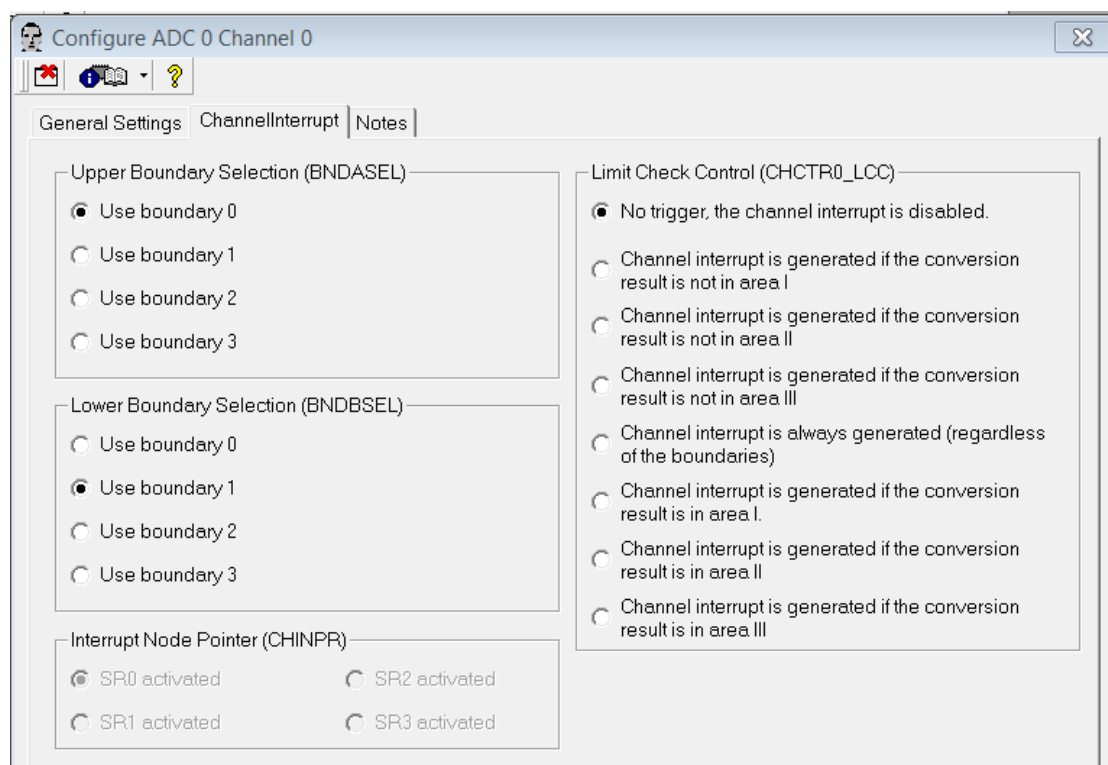 Configure ADC 0 Channel 0
General Settings
ChannelInterrupt
Notes
Upper Boundary Selection (BNDASEL)
Use boundary 0
Use boundary 1
Use boundary 2
Use boundary 3
Lower Boundary Selection (BNDBSEL)
Use boundary 0
Use boundary 1
Use boundary 2
Use boundary 3
Interrupt Node Pointer (CHINPR)
SR0 activated
SR2 activated
SR1 activated
SR3 activated
Limit Check Control (CHCTR0_LCC)
No trigger, the channel interrupt is disabled.
Channel interrupt is generated if the conversion
result is not in area I
Channel interrupt is generated if the conversion
result is not in area II
Channel interrupt is generated if the conversion
result is not in area III
Channel interrupt is always generated (regardless
of the boundaries)
Channel interrupt is generated if the conversion
result is in area I.
Channel interrupt is generated if the conversion
result is in area II
Channel interrupt is generated if the conversion
result is in area III